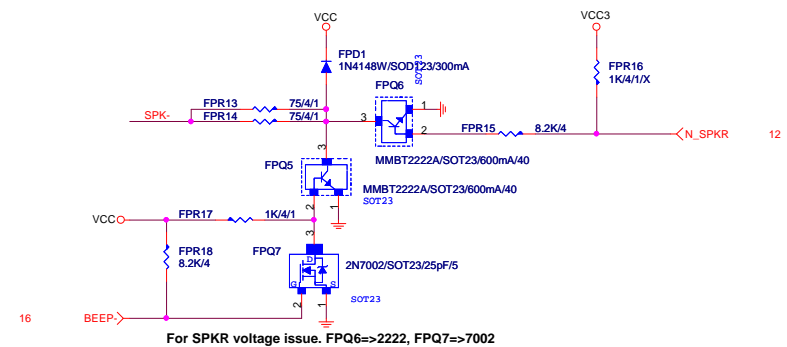 VCC
VCC3
FPD1
1N4148W/SOD123/300mA
SOT23
FPR16
1K/4/1/X
FPQ6
FPR13
75/4/1
SPK-
FPR14
75/4/1
3
1
2
FPR15
8.2K/4
N_SPKR
12
MMBT2222A/SOT23/600mA/40
3
FPQ5
MMBT2222A/SOT23/600mA/40
SOT23
2
1
VCC
FPR17
1K/4/1
3
FPR18
8.2K/4
FPQ7
D
2N7002/SOT23/25pF/5
G
S
SOT23
2
1
16
BEEP-
For SPKR voltage issue. FPQ6=>2222, FPQ7=>7002